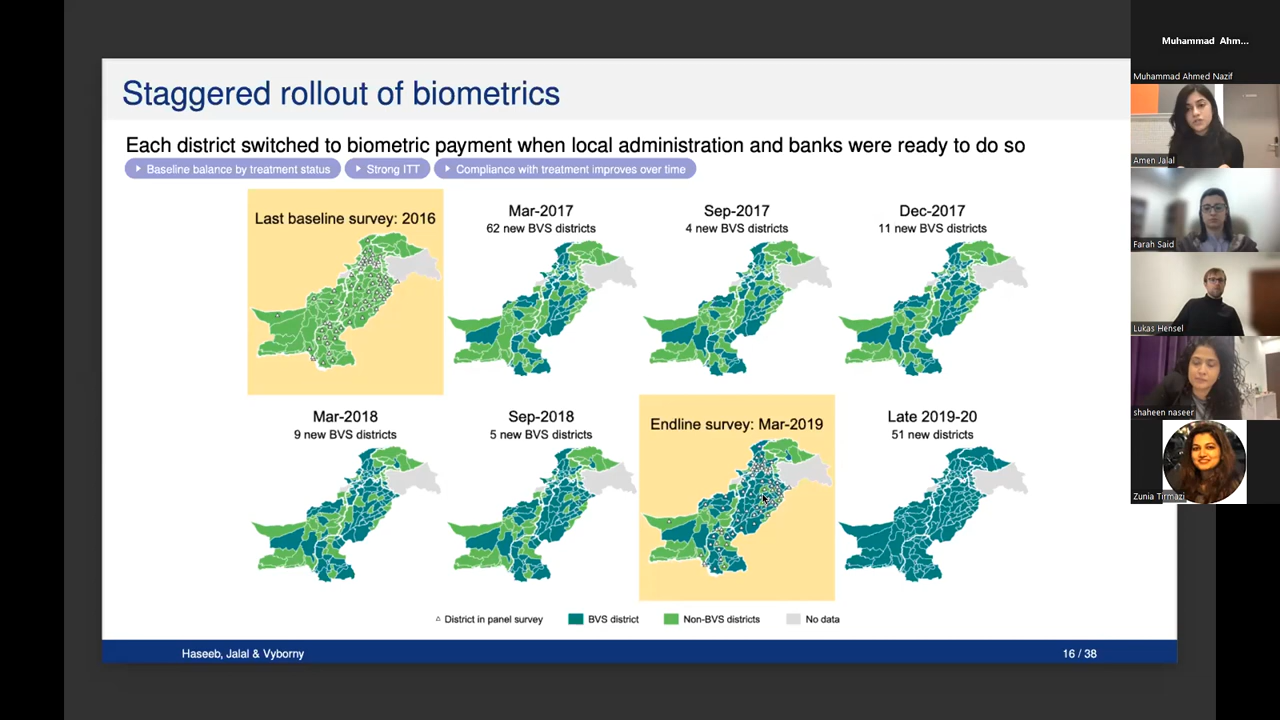 Staggered rollout of biometrics
Each district switched to biometric payment when local administration and banks were ready to do so
Baseline balance by treatment status
Strong ITT
Compliance with treatment improves over time
Last baseline survey: 2016
Mar-2017
62 new BVS districts
Sep-2017
4 new BVS districts
Dec-2017
11 new BVS districts
Mar-2018
9 new BVS districts
Sep-2018
5 new BVS districts
Endline survey: Mar-2019
Late 2019-20
51 new districts
District in panel survey
BVS district
Non-BVS districts
No data
Haseeb, Jalal & Vyborny
16 / 38
Muhammad Ahm...
Muhammad Ahmed Nazif
Amen Jalal
Farah Said
Lukas Hensel
shaheen naseer
Zunia Tirmazi